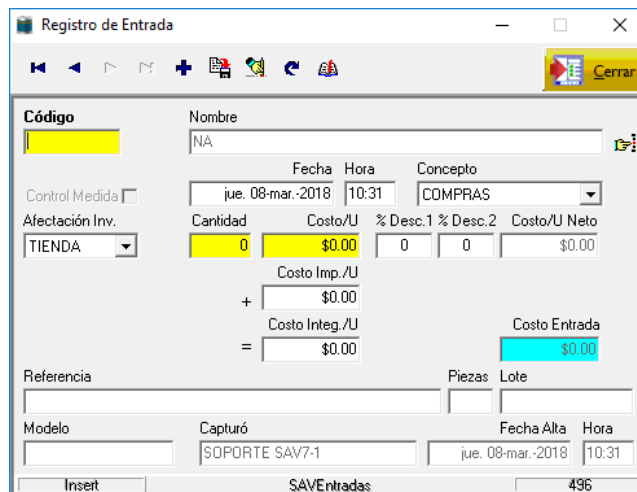 Registro de Entrada
Cerrar
Código Nombre
NA
Fecha Hora Concepto
Control Medida jue. 08-mar.-2018 10:31 COMPRAS
Afectación Inv. Cantidad Costo/U % Desc.1 % Desc.2 Costo/U Neto
TIENDA 0 $0.00 0 0 $0.00
Costo Imp./U
+ $0.00
Costo Integ./U Costo Entrada
= $0.00 $0.00
Referencia Piezas Lote
Modelo Capturó Fecha Alta Hora
SOPORTE SAV7-1 jue. 08-mar.-2018 10:31
Insert SAVEntradas 496